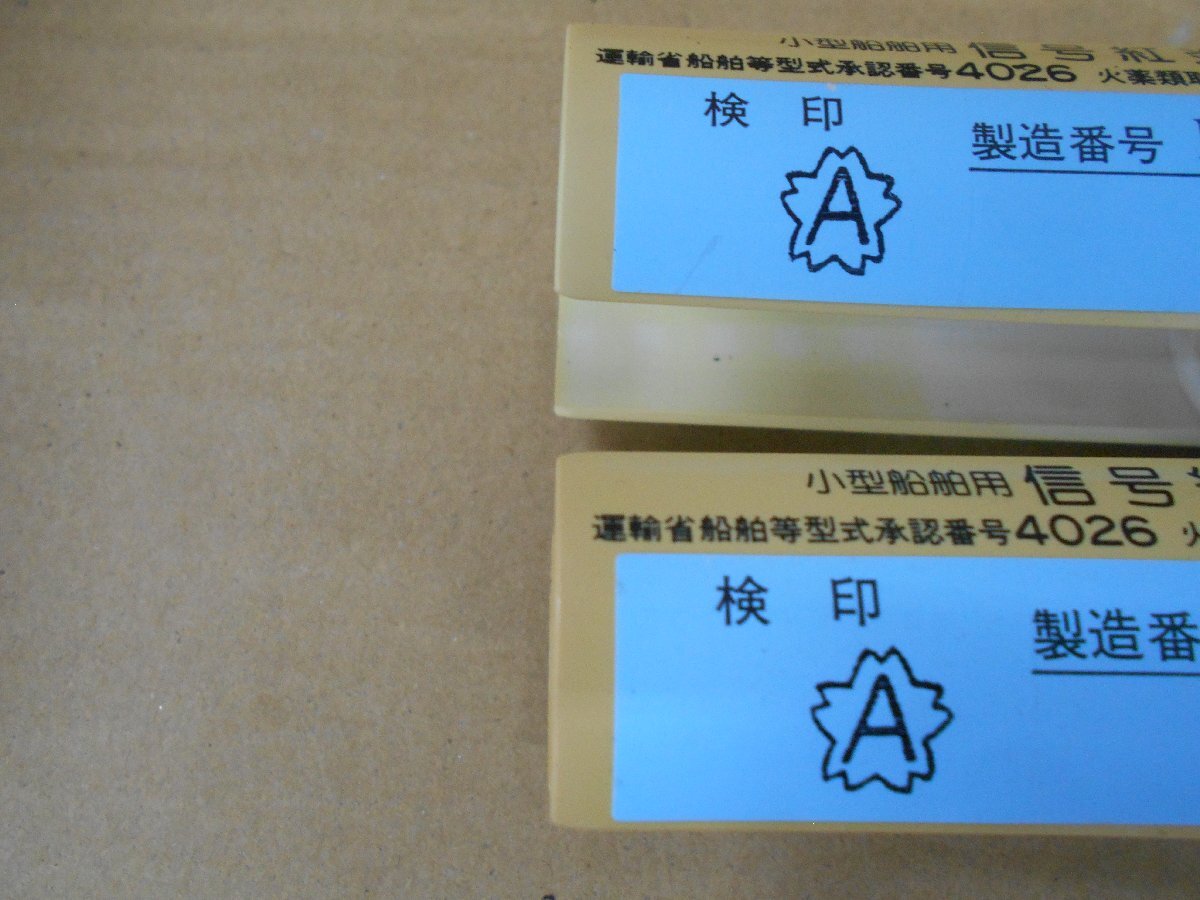 小型船舶用 信号紅
運輸省船舶等型式承認番号4026 火薬類取
検 印
製造番号
A
小型船舶用 信号
運輸省船舶等型式承認番号4026 火
検 印
製造番
A